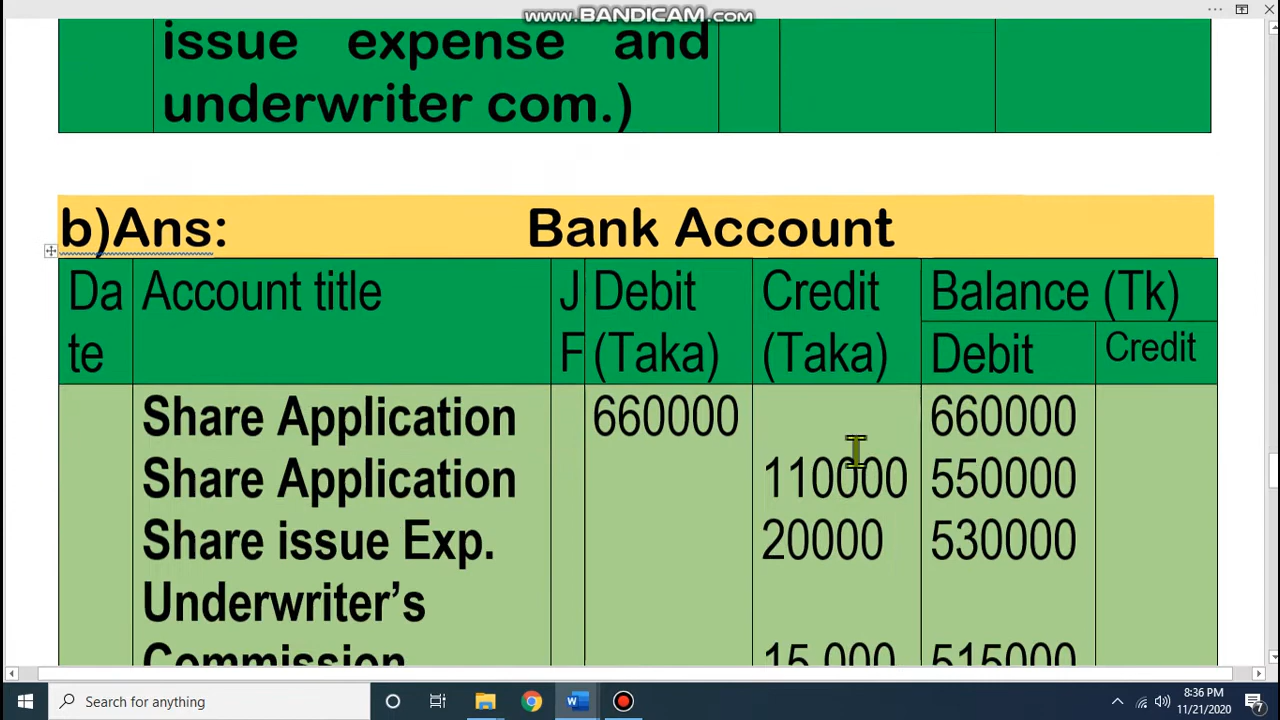 www.BANDICAM.com
issue expense and
underwriter com.)
b)Ans: Bank Account
Da Account title J Debit Credit Balance (Tk)
te F (Taka) (Taka) Debit Credit
Share Application 660000 660000
Share Application 110000 550000
Share issue Exp. 20000 530000
Underwriter’s
Commission 15,000 515000
Search for anything
8:36 PM
11/21/2020
7